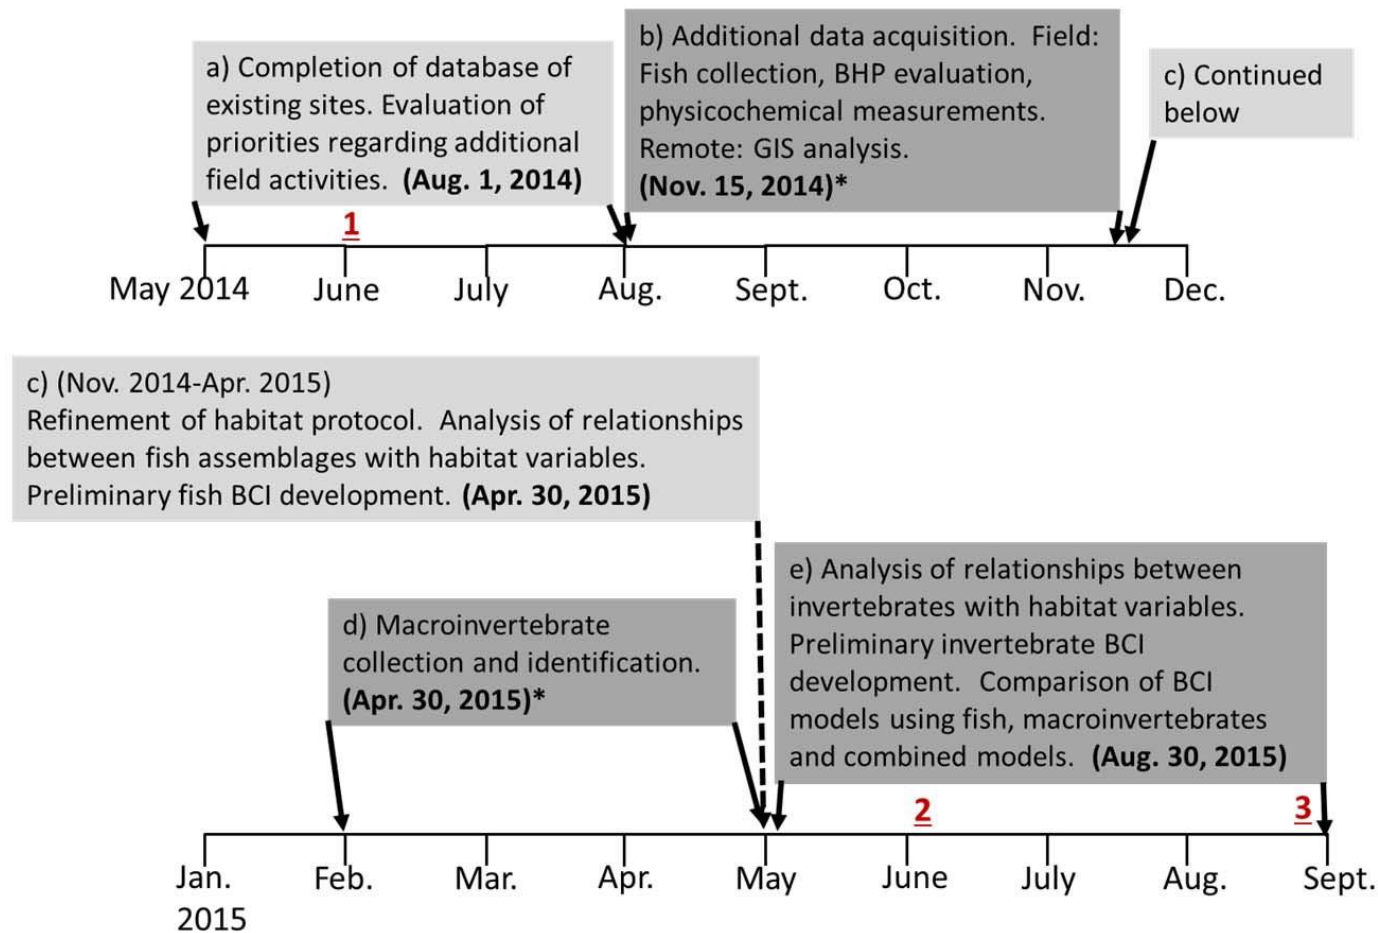 a) Completion of database of
existing sites. Evaluation of
priorities regarding additional
field activities.  (Aug. 1, 2014)
b) Additional data acquisition.  Field:
Fish collection, BHP evaluation,
physicochemical measurements.
Remote: GIS analysis.
(Nov. 15, 2014)*
c) Continued
below
1
May 2014 June July Aug. Sept. Oct. Nov. Dec.
c) (Nov. 2014-Apr. 2015)
Refinement of habitat protocol.  Analysis of relationships
between fish assemblages with habitat variables.
Preliminary fish BCI development. (Apr. 30, 2015)
d) Macroinvertebrate
collection and identification.
(Apr. 30, 2015)*
e) Analysis of relationships between
invertebrates with habitat variables.
Preliminary invertebrate BCI
development.  Comparison of BCI
models using fish, macroinvertebrates
and combined models.  (Aug. 30, 2015)
2 3
Jan. Feb. Mar. Apr. May June July Aug. Sept.
2015